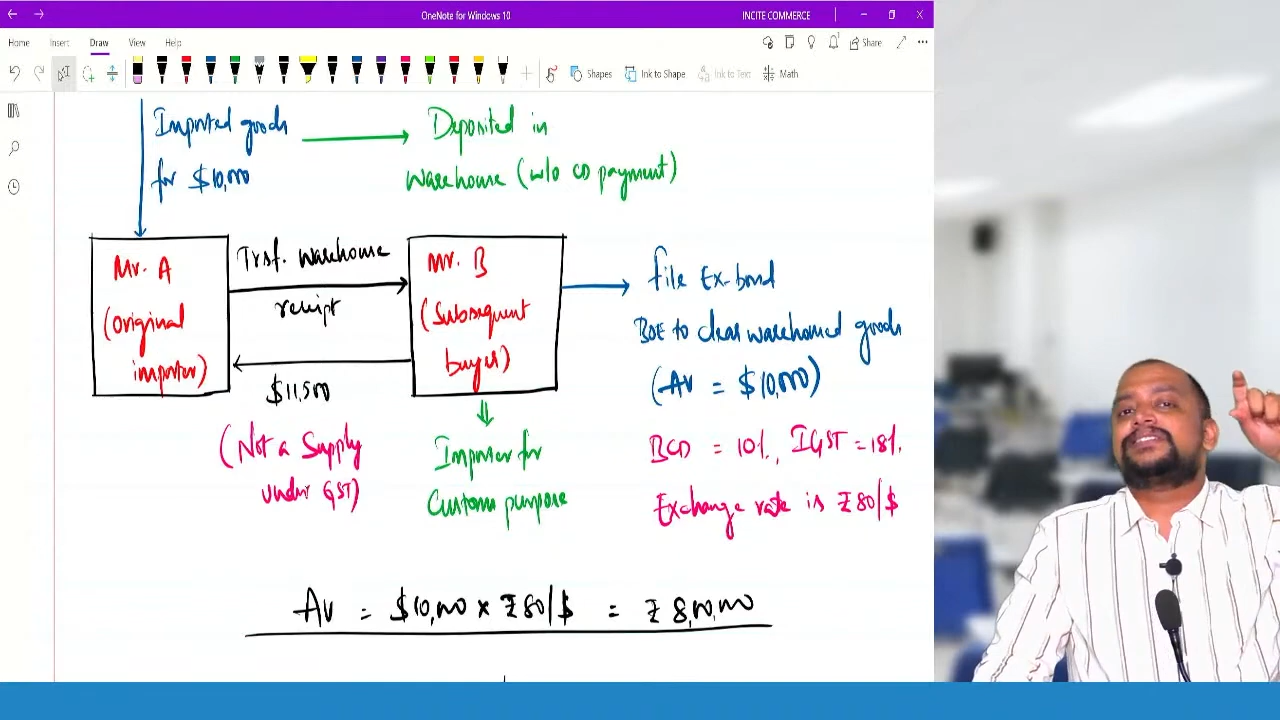 OneNote for Windows 10
INCITE COMMERCE
Home Insert Draw View Help
Share
Shapes Ink to Shape Ink to Text Math
Imported goods
for $10,000
Deposited in
Warehouse (w/o CD payment)
Mr. A
(Original
importer)
Trsf. Warehouse
receipt
$11,500
(Not a Supply
under GST)
Mr. B
(Subsequent
buyer)
Importer for
Custom purpose
File Ex-bond
BOE to clear warehoused goods
(AV = $10,000)
BCD = 10%, IGST = 18%.
Exchange rate is ₹80/$
AV = $10,000 x ₹80/$ = ₹8,00,000